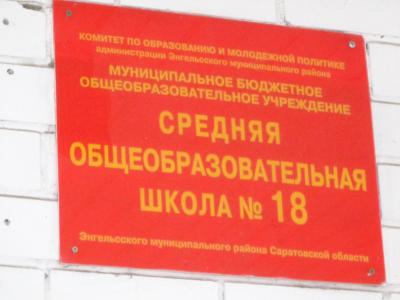 КОМИТЕТ ПО ОБРАЗОВАНИЮ И МОЛОДЕЖНОЙ ПОЛИТИКЕ
администрации Энгельсского муниципального района
МУНИЦИПАЛЬНОЕ БЮДЖЕТНОЕ
ОБЩЕОБРАЗОВАТЕЛЬНОЕ УЧРЕЖДЕНИЕ
СРЕДНЯЯ
ОБЩЕОБРАЗОВАТЕЛЬНАЯ
ШКОЛА № 18
Энгельсского муниципального района Саратовской области